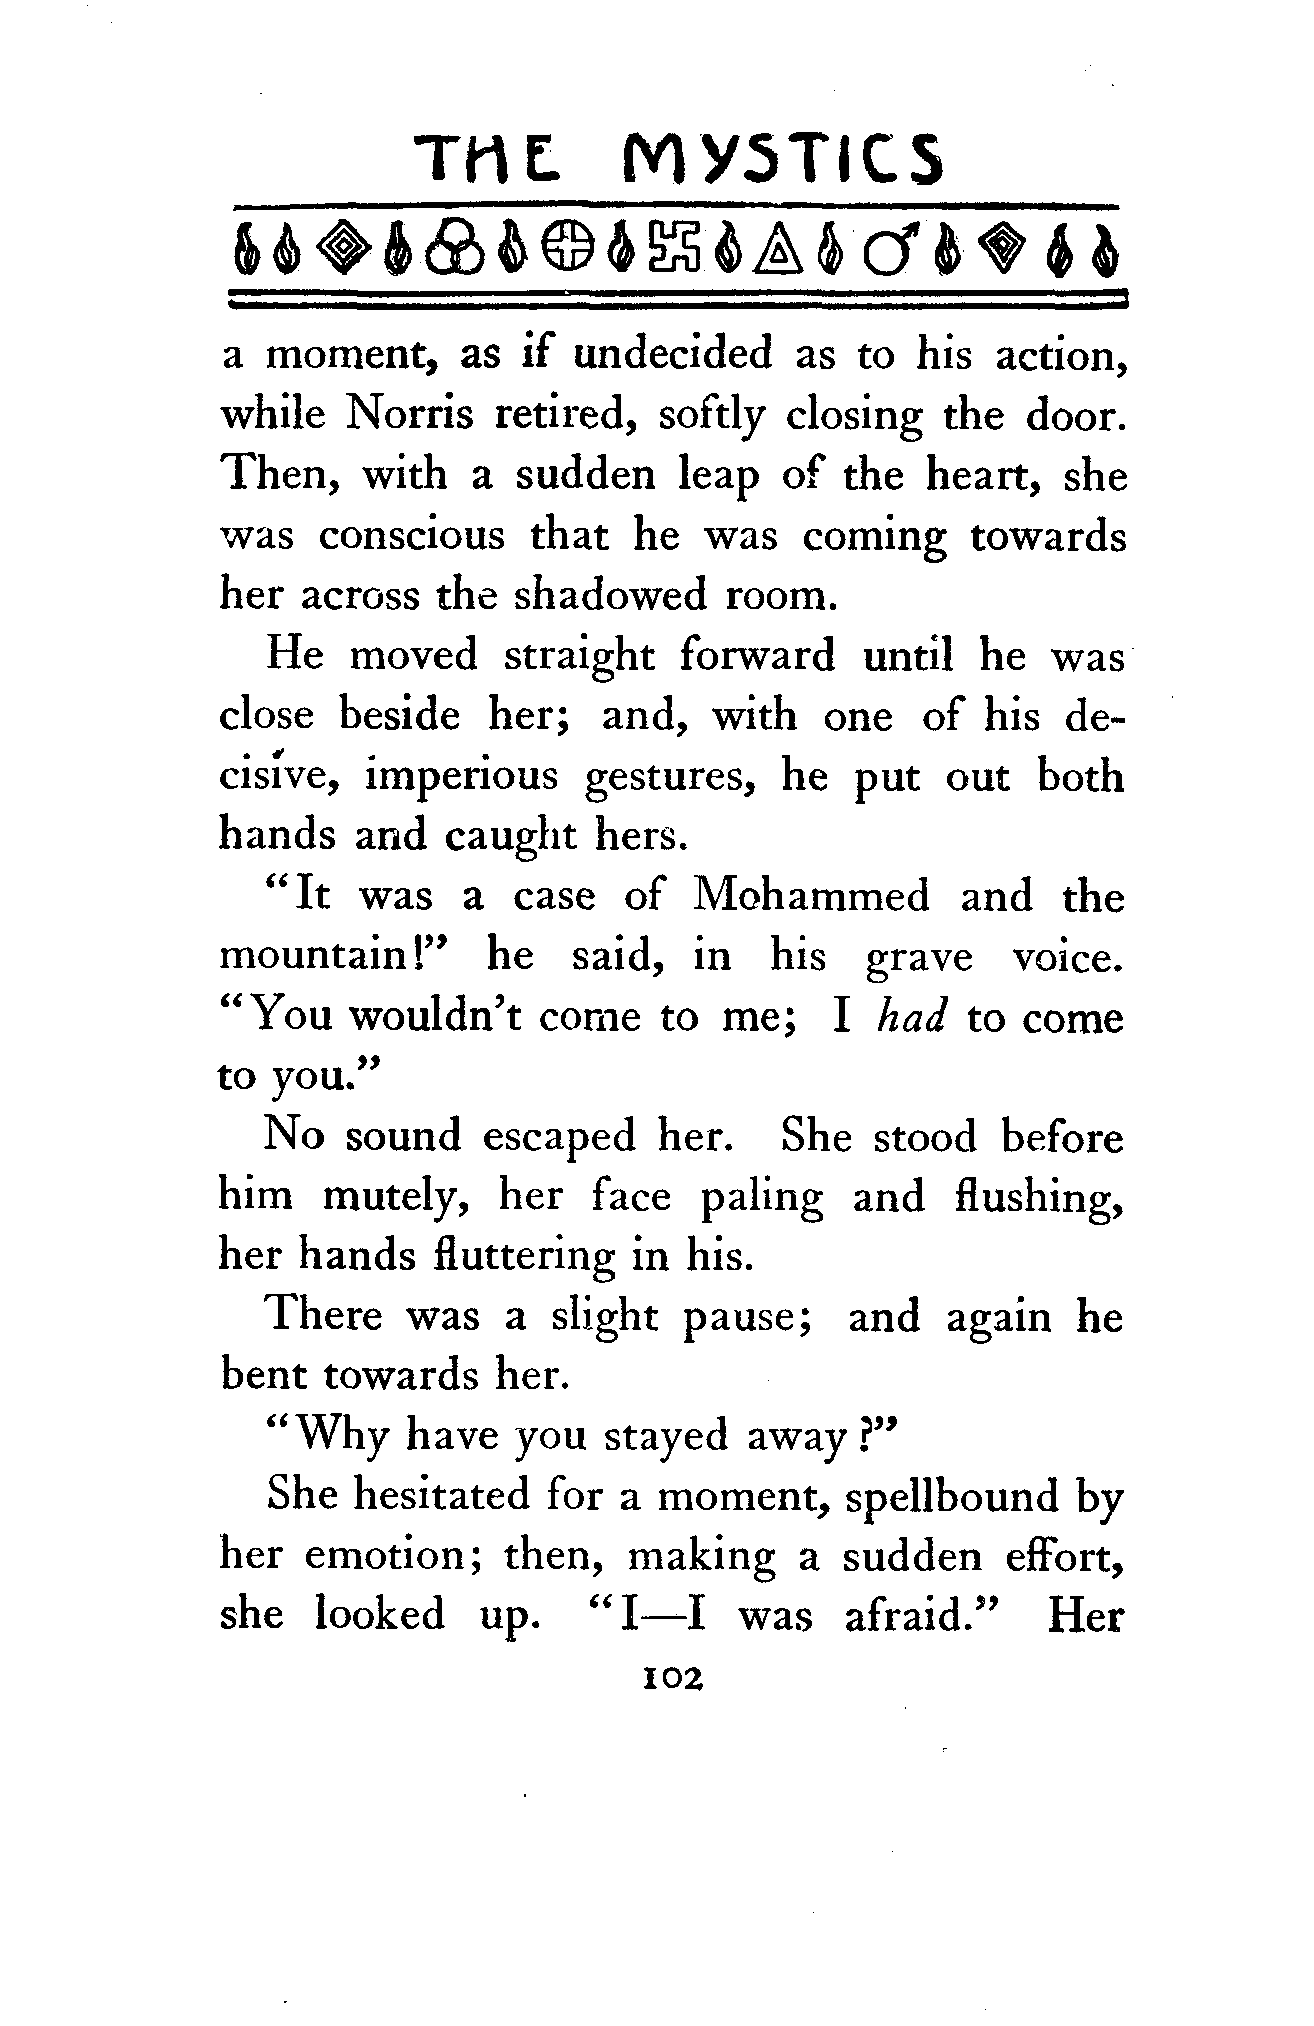 THE MYSTICS
a moment, as if undecided as to his action,
while Norris retired, softly closing the door.
Then, with a sudden leap of the heart, she
was conscious that he was coming towards
her across the shadowed room.
He moved straight forward until he was
close beside her; and, with one of his de-
cisive, imperious gestures, he put out both
hands and caught hers.
"It was a case of Mohammed and the
mountain!" he said, in his grave voice.
"You wouldn't come to me; I had to come
to you."
No sound escaped her. She stood before
him mutely, her face paling and flushing,
her hands fluttering in his.
There was a slight pause; and again he
bent towards her.
"Why have you stayed away?"
She hesitated for a moment, spellbound by
her emotion; then, making a sudden effort,
she looked up. "I—I was afraid." Her
102